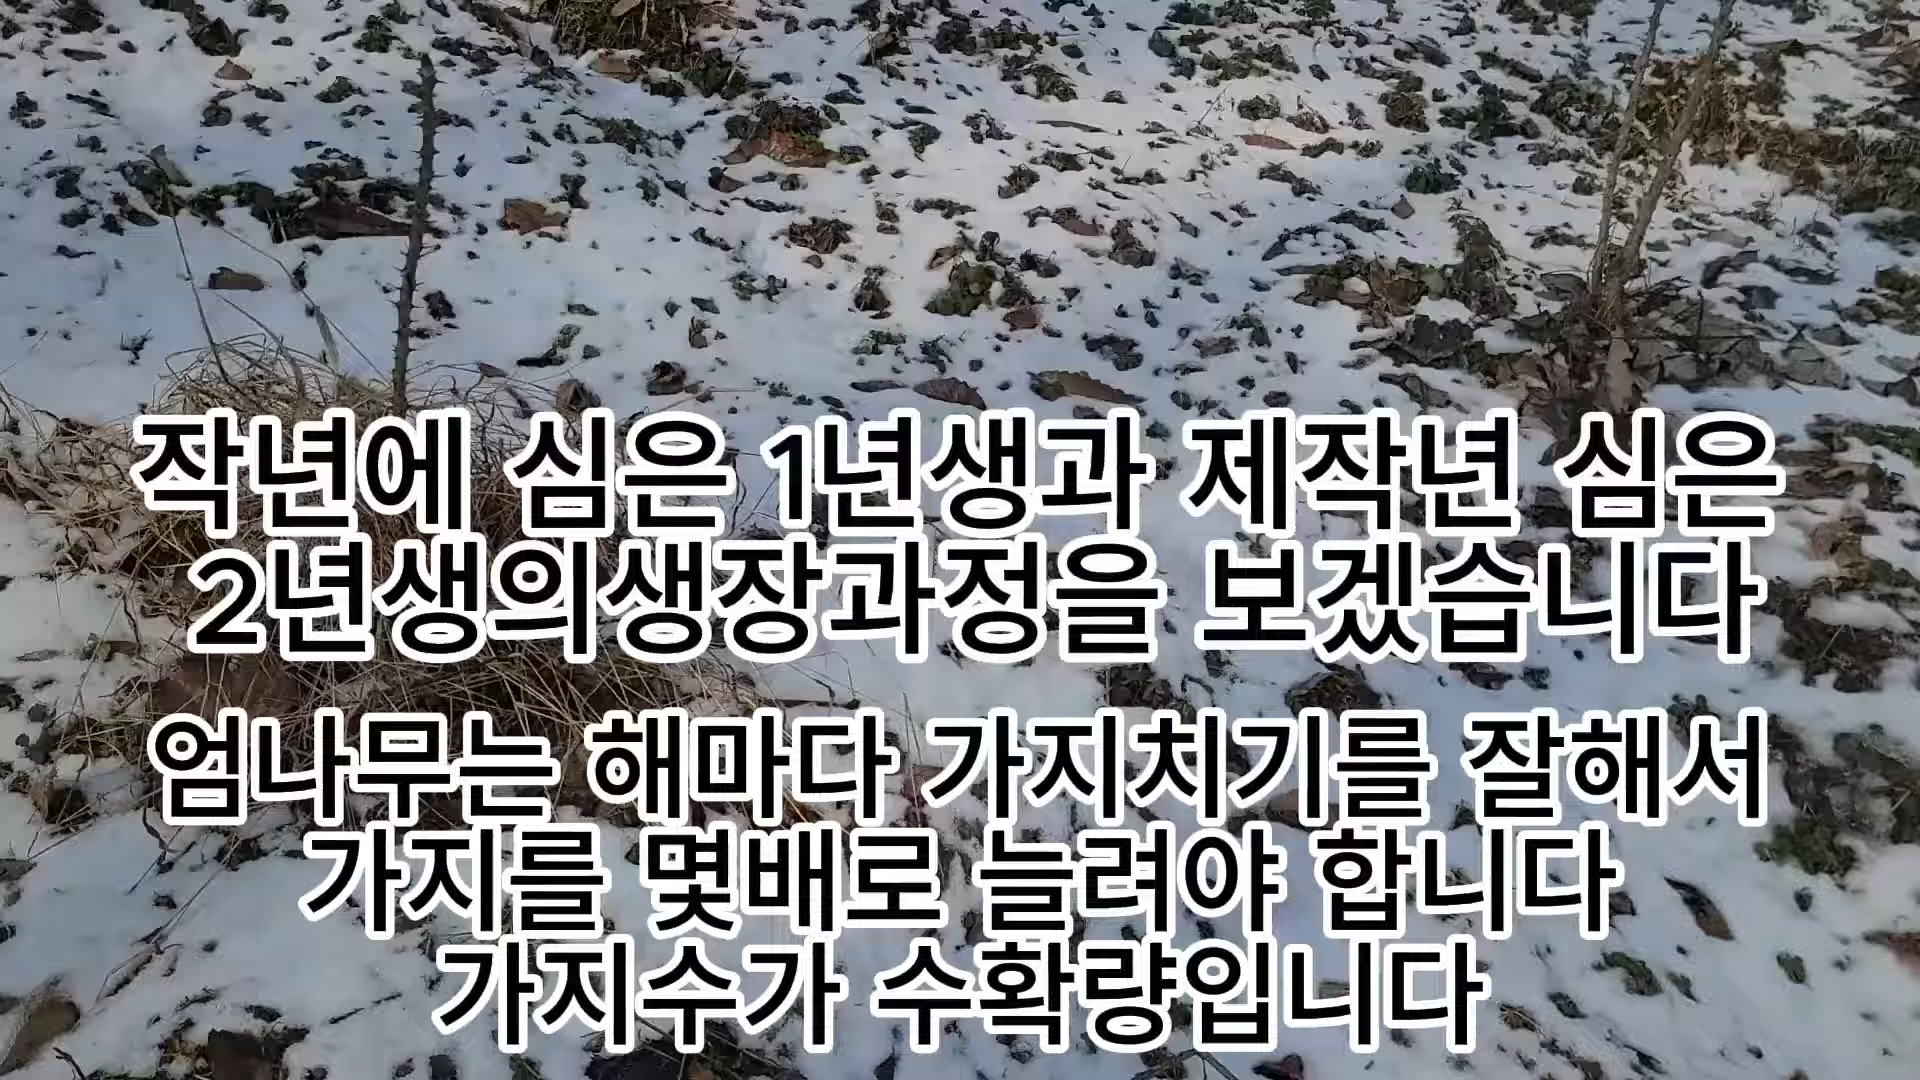 작년에 심은 1년생과 제작년 심은
2년생의생장과정을 보겠습니다
엄나무는 해마다 가지치기를 잘해서
가지를 몇배로 늘려야 합니다
가지수가 수확량입니다